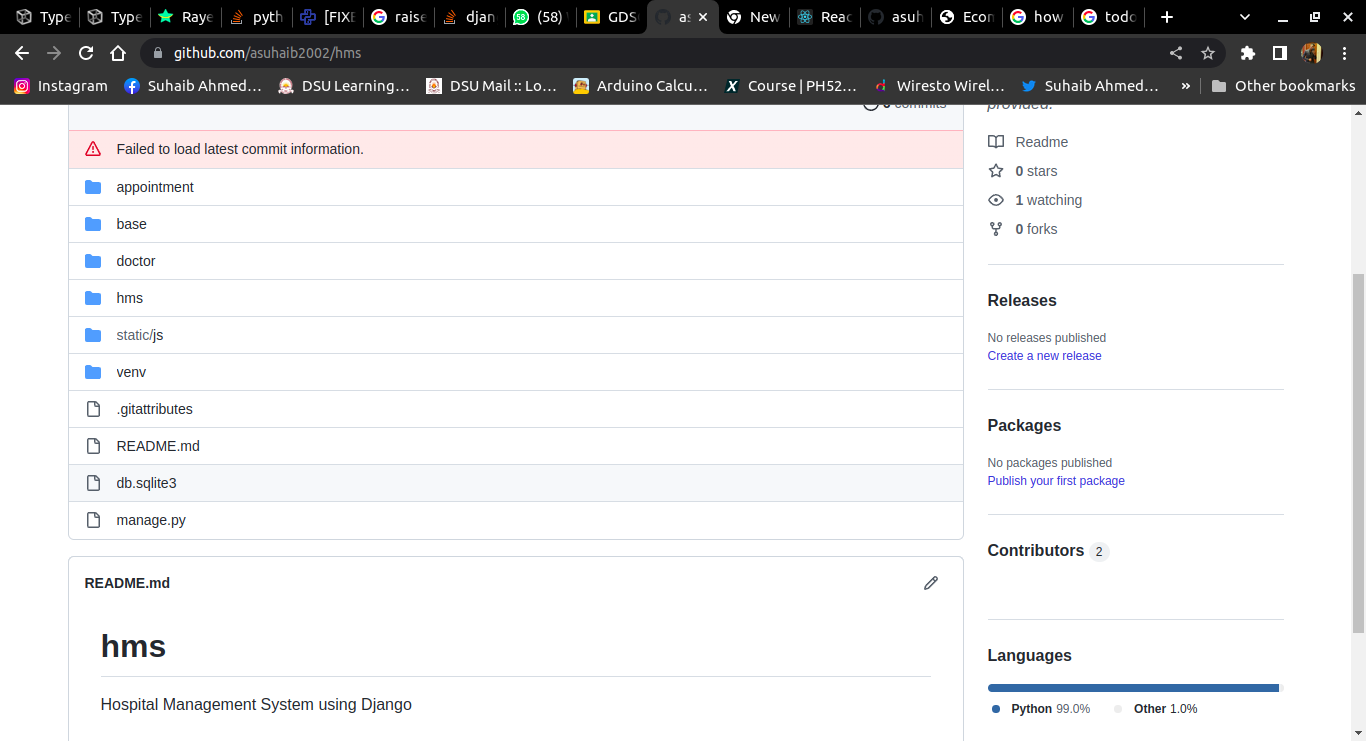 Type
Type
Raye
pyth
[FIXE
raise
djan
(58)
GDSC
as
New
Reac
asuh
Econ
how
todo
github.com/asuhaib2002/hms
Instagram
Suhaib Ahmed…
DSU Learning…
DSU Mail :: Lo…
Arduino Calcu…
Course | PH52…
Wiresto Wirel…
Suhaib Ahmed…
»
Other bookmarks
commits
provided.
Failed to load latest commit information.
appointment
base
doctor
hms
static/js
venv
.gitattributes
README.md
db.sqlite3
manage.py
README.md
hms
Hospital Management System using Django
Readme
0 stars
1 watching
0 forks
Releases
No releases published
Create a new release
Packages
No packages published
Publish your first package
Contributors 2
Languages
Python 99.0%
Other 1.0%